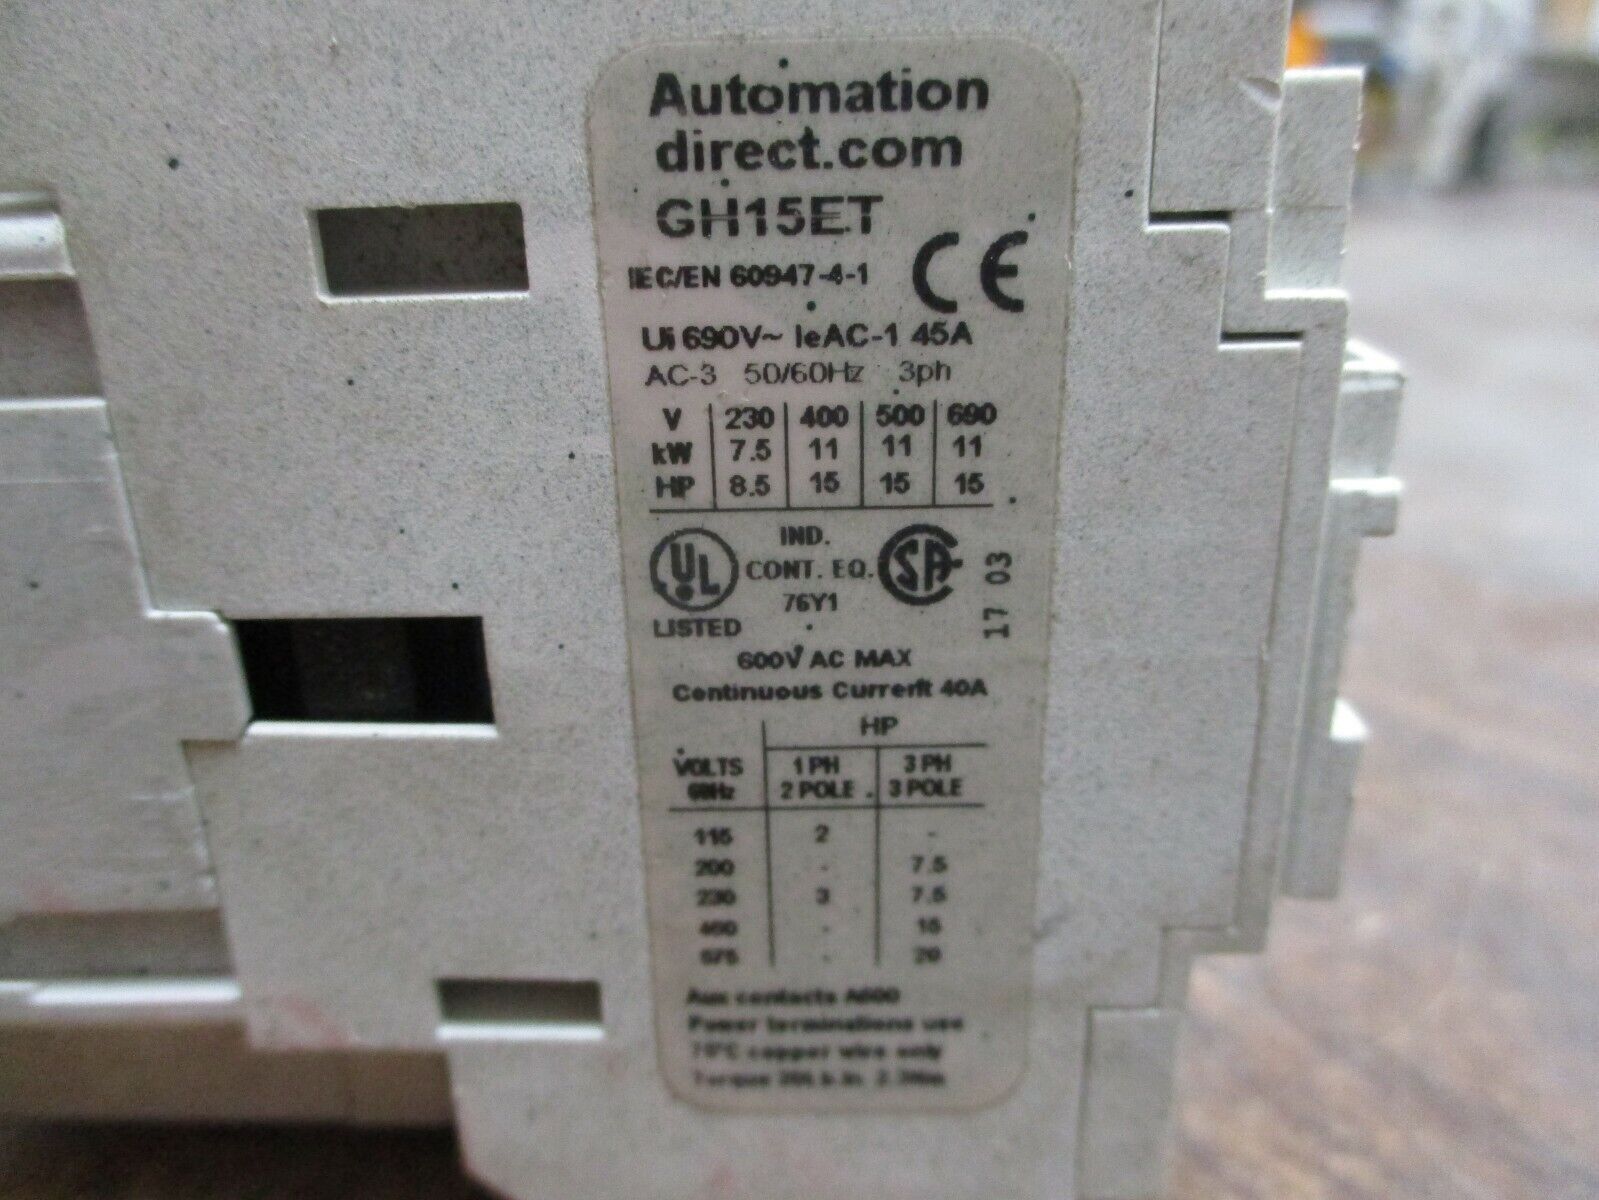 Automation
direct.com
GH15ET
IEC/EN 60947-4-1 CE
Ui 690V~ IeAC-1 45A
AC-3 50/60Hz 3ph
V 230 400 500 690
kW 7.5 11 11 11
HP 8.5 15 15 15
IND.
UL CONT. EQ. SA
76Y1
LISTED
17 03
600V AC MAX
Continuous Current 40A
HP
VOLTS 1 PH 3 PH
60Hz 2 POLE 3 POLE
115 2 -
200 - 7.5
230 3 7.5
460 - 15
575 - 20
Aux contacts A600
Power terminations use
copper wire only
Torque